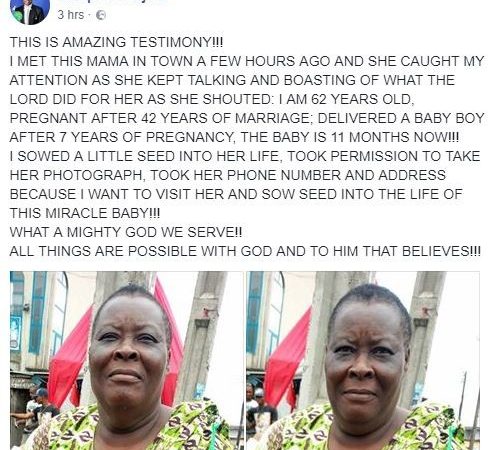 3 hrs ·
THIS IS AMAZING TESTIMONY!!!
I MET THIS MAMA IN TOWN A FEW HOURS AGO AND SHE CAUGHT MY
ATTENTION AS SHE KEPT TALKING AND BOASTING OF WHAT THE
LORD DID FOR HER AS SHE SHOUTED: I AM 62 YEARS OLD,
PREGNANT AFTER 42 YEARS OF MARRIAGE; DELIVERED A BABY BOY
AFTER 7 YEARS OF PREGNANCY, THE BABY IS 11 MONTHS NOW!!!
I SOWED A LITTLE SEED INTO HER LIFE, TOOK PERMISSION TO TAKE
HER PHOTOGRAPH, TOOK HER PHONE NUMBER AND ADDRESS
BECAUSE I WANT TO VISIT HER AND SOW SEED INTO THE LIFE OF
THIS MIRACLE BABY!!!
WHAT A MIGHTY GOD WE SERVE!!
ALL THINGS ARE POSSIBLE WITH GOD AND TO HIM THAT BELIEVES!!!